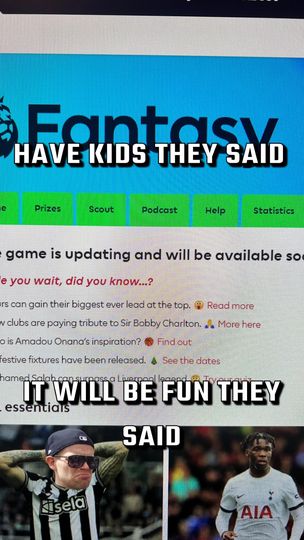 Fantasy
HAVE KIDS THEY SAID
Prizes
Scout
Podcast
Help
Statistics
game is updating and will be available
you wait, did you know...?
can gain their biggest ever lead at the top. Read more
clubs are paying tribute to Sir Bobby Charlton. More here
is Amadou Onana's inspiration? Find out
festive fixtures have been released. See the dates
Salah can surpass a Liverpool legend. Try our quiz
IT WILL BE FUN THEY
essentials
SAID
sela
AIA